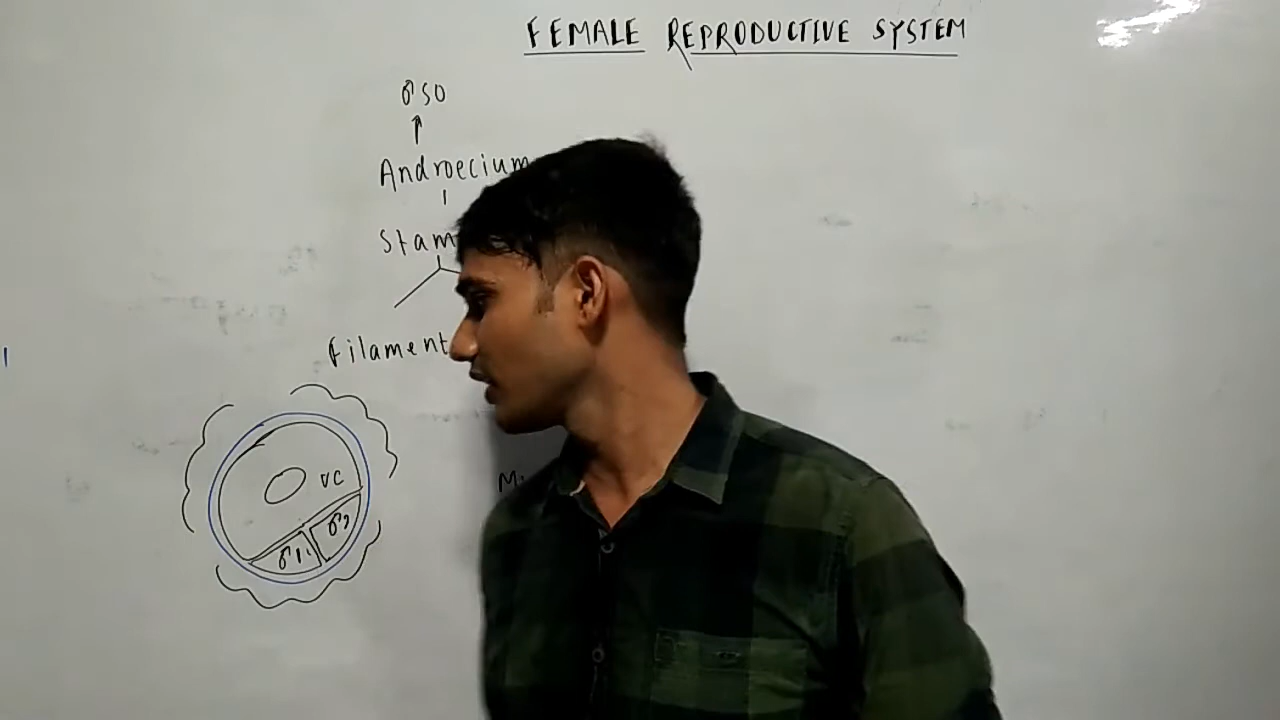 FEMALE REPRODUCTIVE SYSTEM
♂ SO
Androecium
Stam
Filament
VC
♂1
♂2